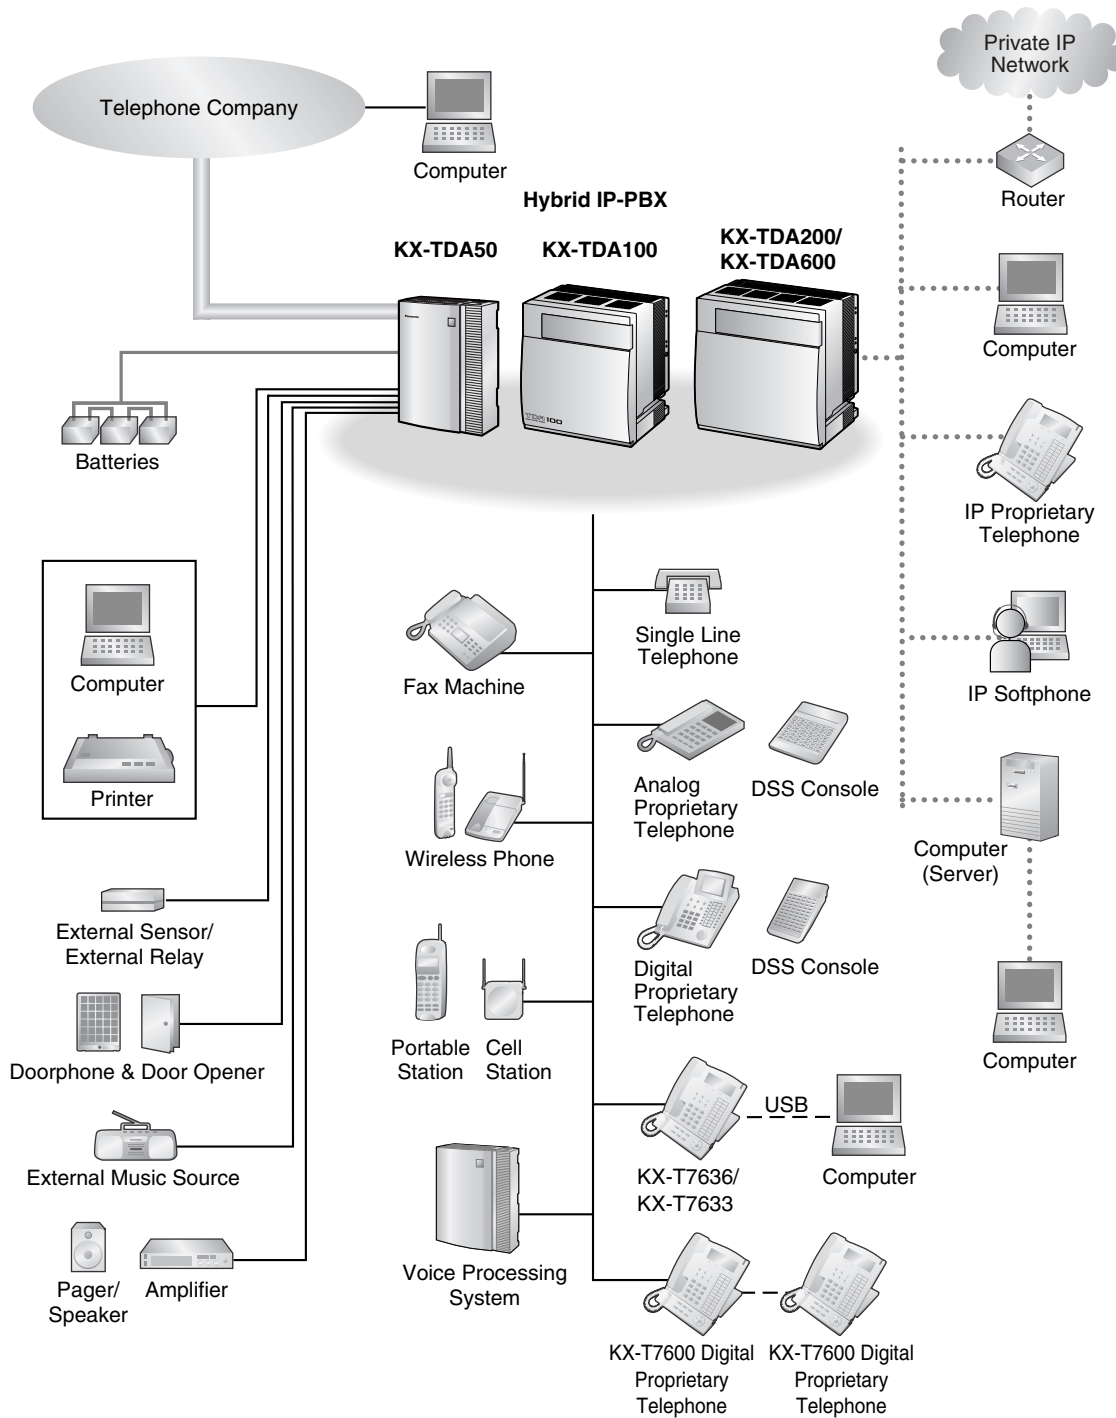 Private IP
Network
Telephone Company
Computer
Router
Hybrid IP-PBX
KX-TDA50
KX-TDA100
KX-TDA200/
KX-TDA600
Computer
Panasonic
TDA 100
Batteries
IP Proprietary
Telephone
Computer
Printer
Fax Machine
Single Line
Telephone
IP Softphone
Wireless Phone
Analog
Proprietary
Telephone
DSS Console
Computer
(Server)
External Sensor/
External Relay
Portable
Station
Cell
Station
Digital
Proprietary
Telephone
DSS Console
Computer
Doorphone & Door Opener
External Music Source
KX-T7636/
KX-T7633
USB
Computer
Pager/
Speaker
Amplifier
Voice Processing
System
KX-T7600 Digital
Proprietary
Telephone
KX-T7600 Digital
Proprietary
Telephone